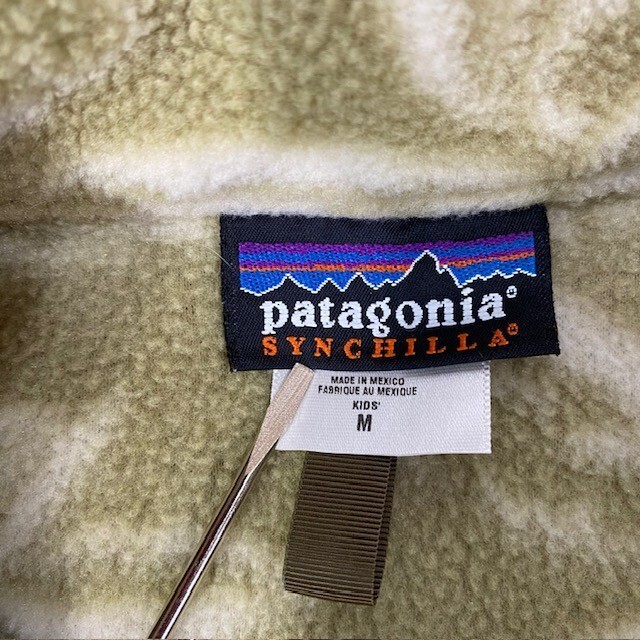 patagonia®
SYNCHILLA®
MADE IN MEXICO
FABRIQUE AU MEXIQUE
KIDS'
M